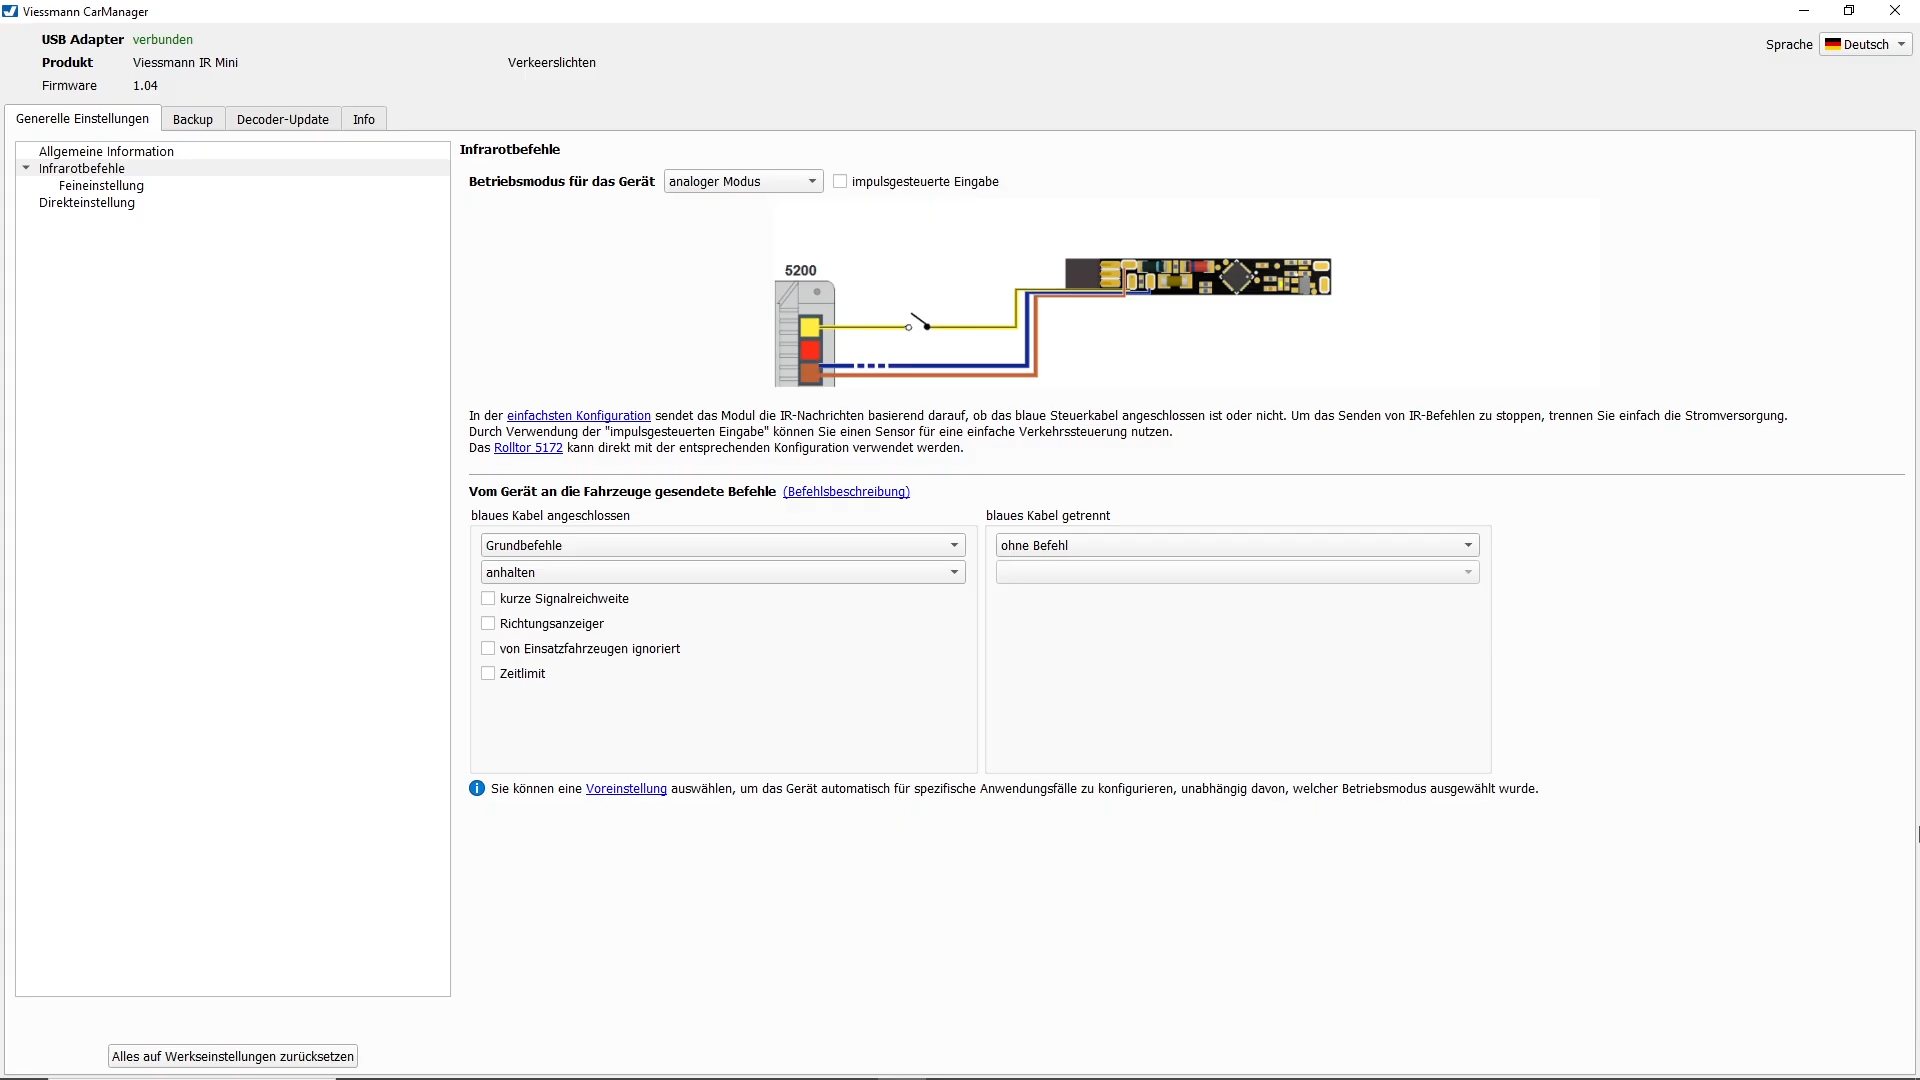 Viessmann CarManager
USB Adapter verbunden
Sprache Deutsch
Produkt Viessmann IR Mini Verkeerslichten
Firmware 1.04
Generelle Einstellungen Backup Decoder-Update Info
Allgemeine Information
Infrarotbefehle
Feineinstellung
Direkteinstellung
Infrarotbefehle
Betriebsmodus für das Gerät analoger Modus impulsgesteuerte Eingabe
5200
In der einfachsten Konfiguration sendet das Modul die IR-Nachrichten basierend darauf, ob das blaue Steuerkabel angeschlossen ist oder nicht. Um das Senden von IR-Befehlen zu stoppen, trennen Sie einfach die Stromversorgung.
Durch Verwendung der "impulsgesteuerten Eingabe" können Sie einen Sensor für eine einfache Verkehrssteuerung nutzen.
Das Rolltor 5172 kann direkt mit der entsprechenden Konfiguration verwendet werden.
Vom Gerät an die Fahrzeuge gesendete Befehle (Befehlsbeschreibung)
blaues Kabel angeschlossen
Grundbefehle
anhalten
kurze Signalreichweite
Richtungsanzeiger
von Einsatzfahrzeugen ignoriert
Zeitlimit
blaues Kabel getrennt
ohne Befehl
Sie können eine Voreinstellung auswählen, um das Gerät automatisch für spezifische Anwendungsfälle zu konfigurieren, unabhängig davon, welcher Betriebsmodus ausgewählt wurde.
Alles auf Werkseinstellungen zurücksetzen